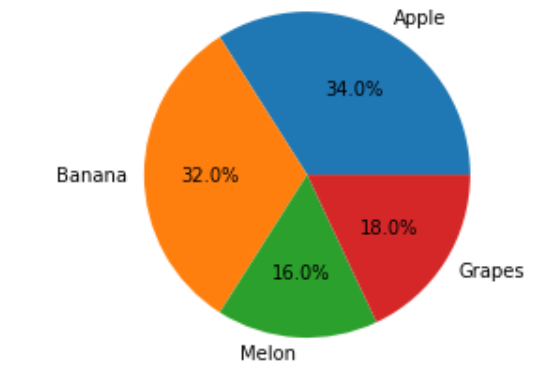 Apple
34.0%
Banana
32.0%
18.0%
16.0%
Grapes
Melon